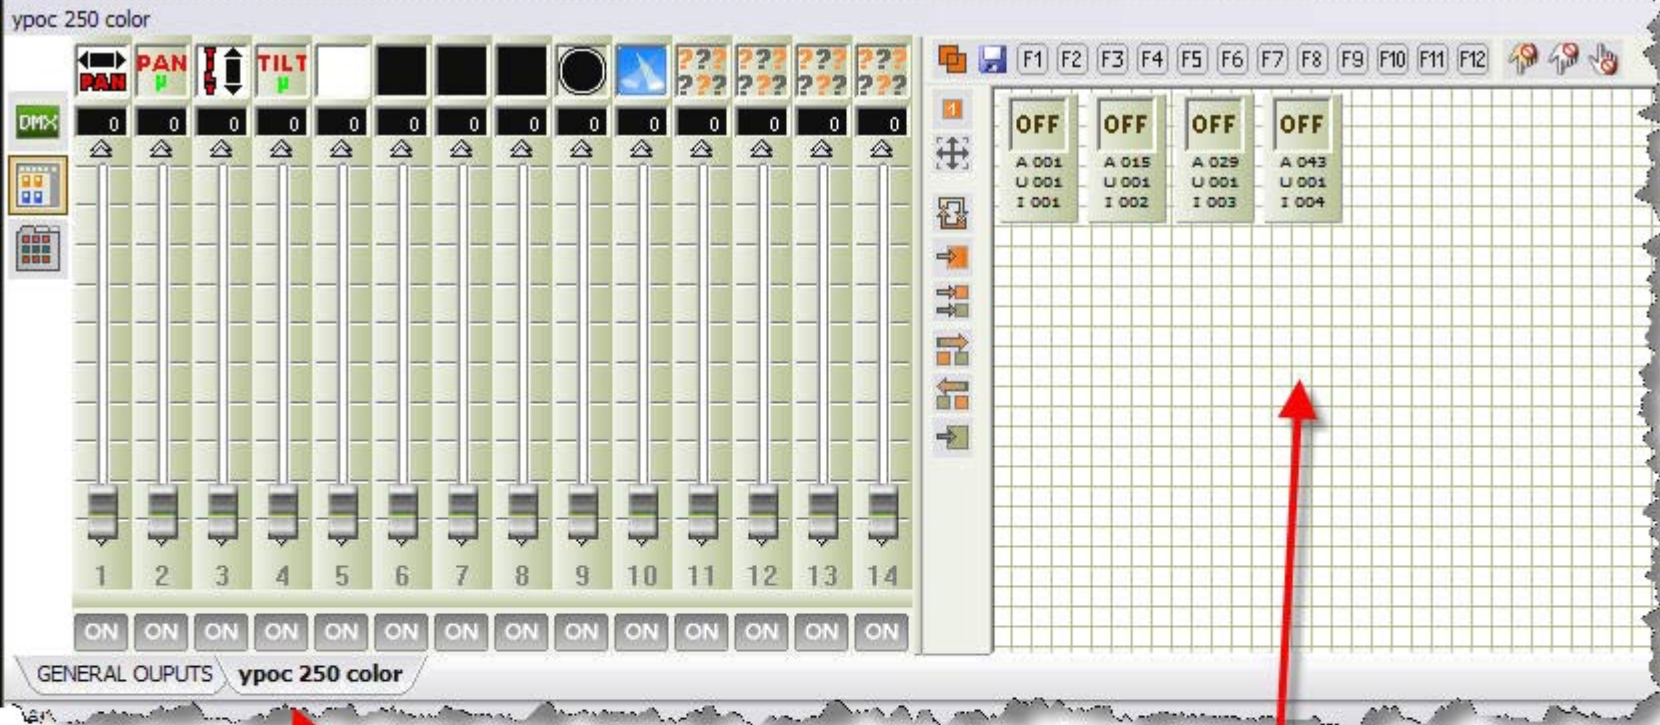 ypoc 250 color
PAN PAN µ TILT µ ??? ??? ??? ??? ??? ??? ??? ???
F1 F2 F3 F4 F5 F6 F7 F8 F9 F10 F11 F12
DMX
0 0 0 0 0 0 0 0 0 0 0 0 0 0
1
OFF OFF OFF OFF
A 001 A 015 A 029 A 043
U 001 U 001 U 001 U 001
I 001 I 002 I 003 I 004
1 2 3 4 5 6 7 8 9 10 11 12 13 14
ON ON ON ON ON ON ON ON ON ON ON ON ON ON
GENERAL OUPUTS ypoc 250 color